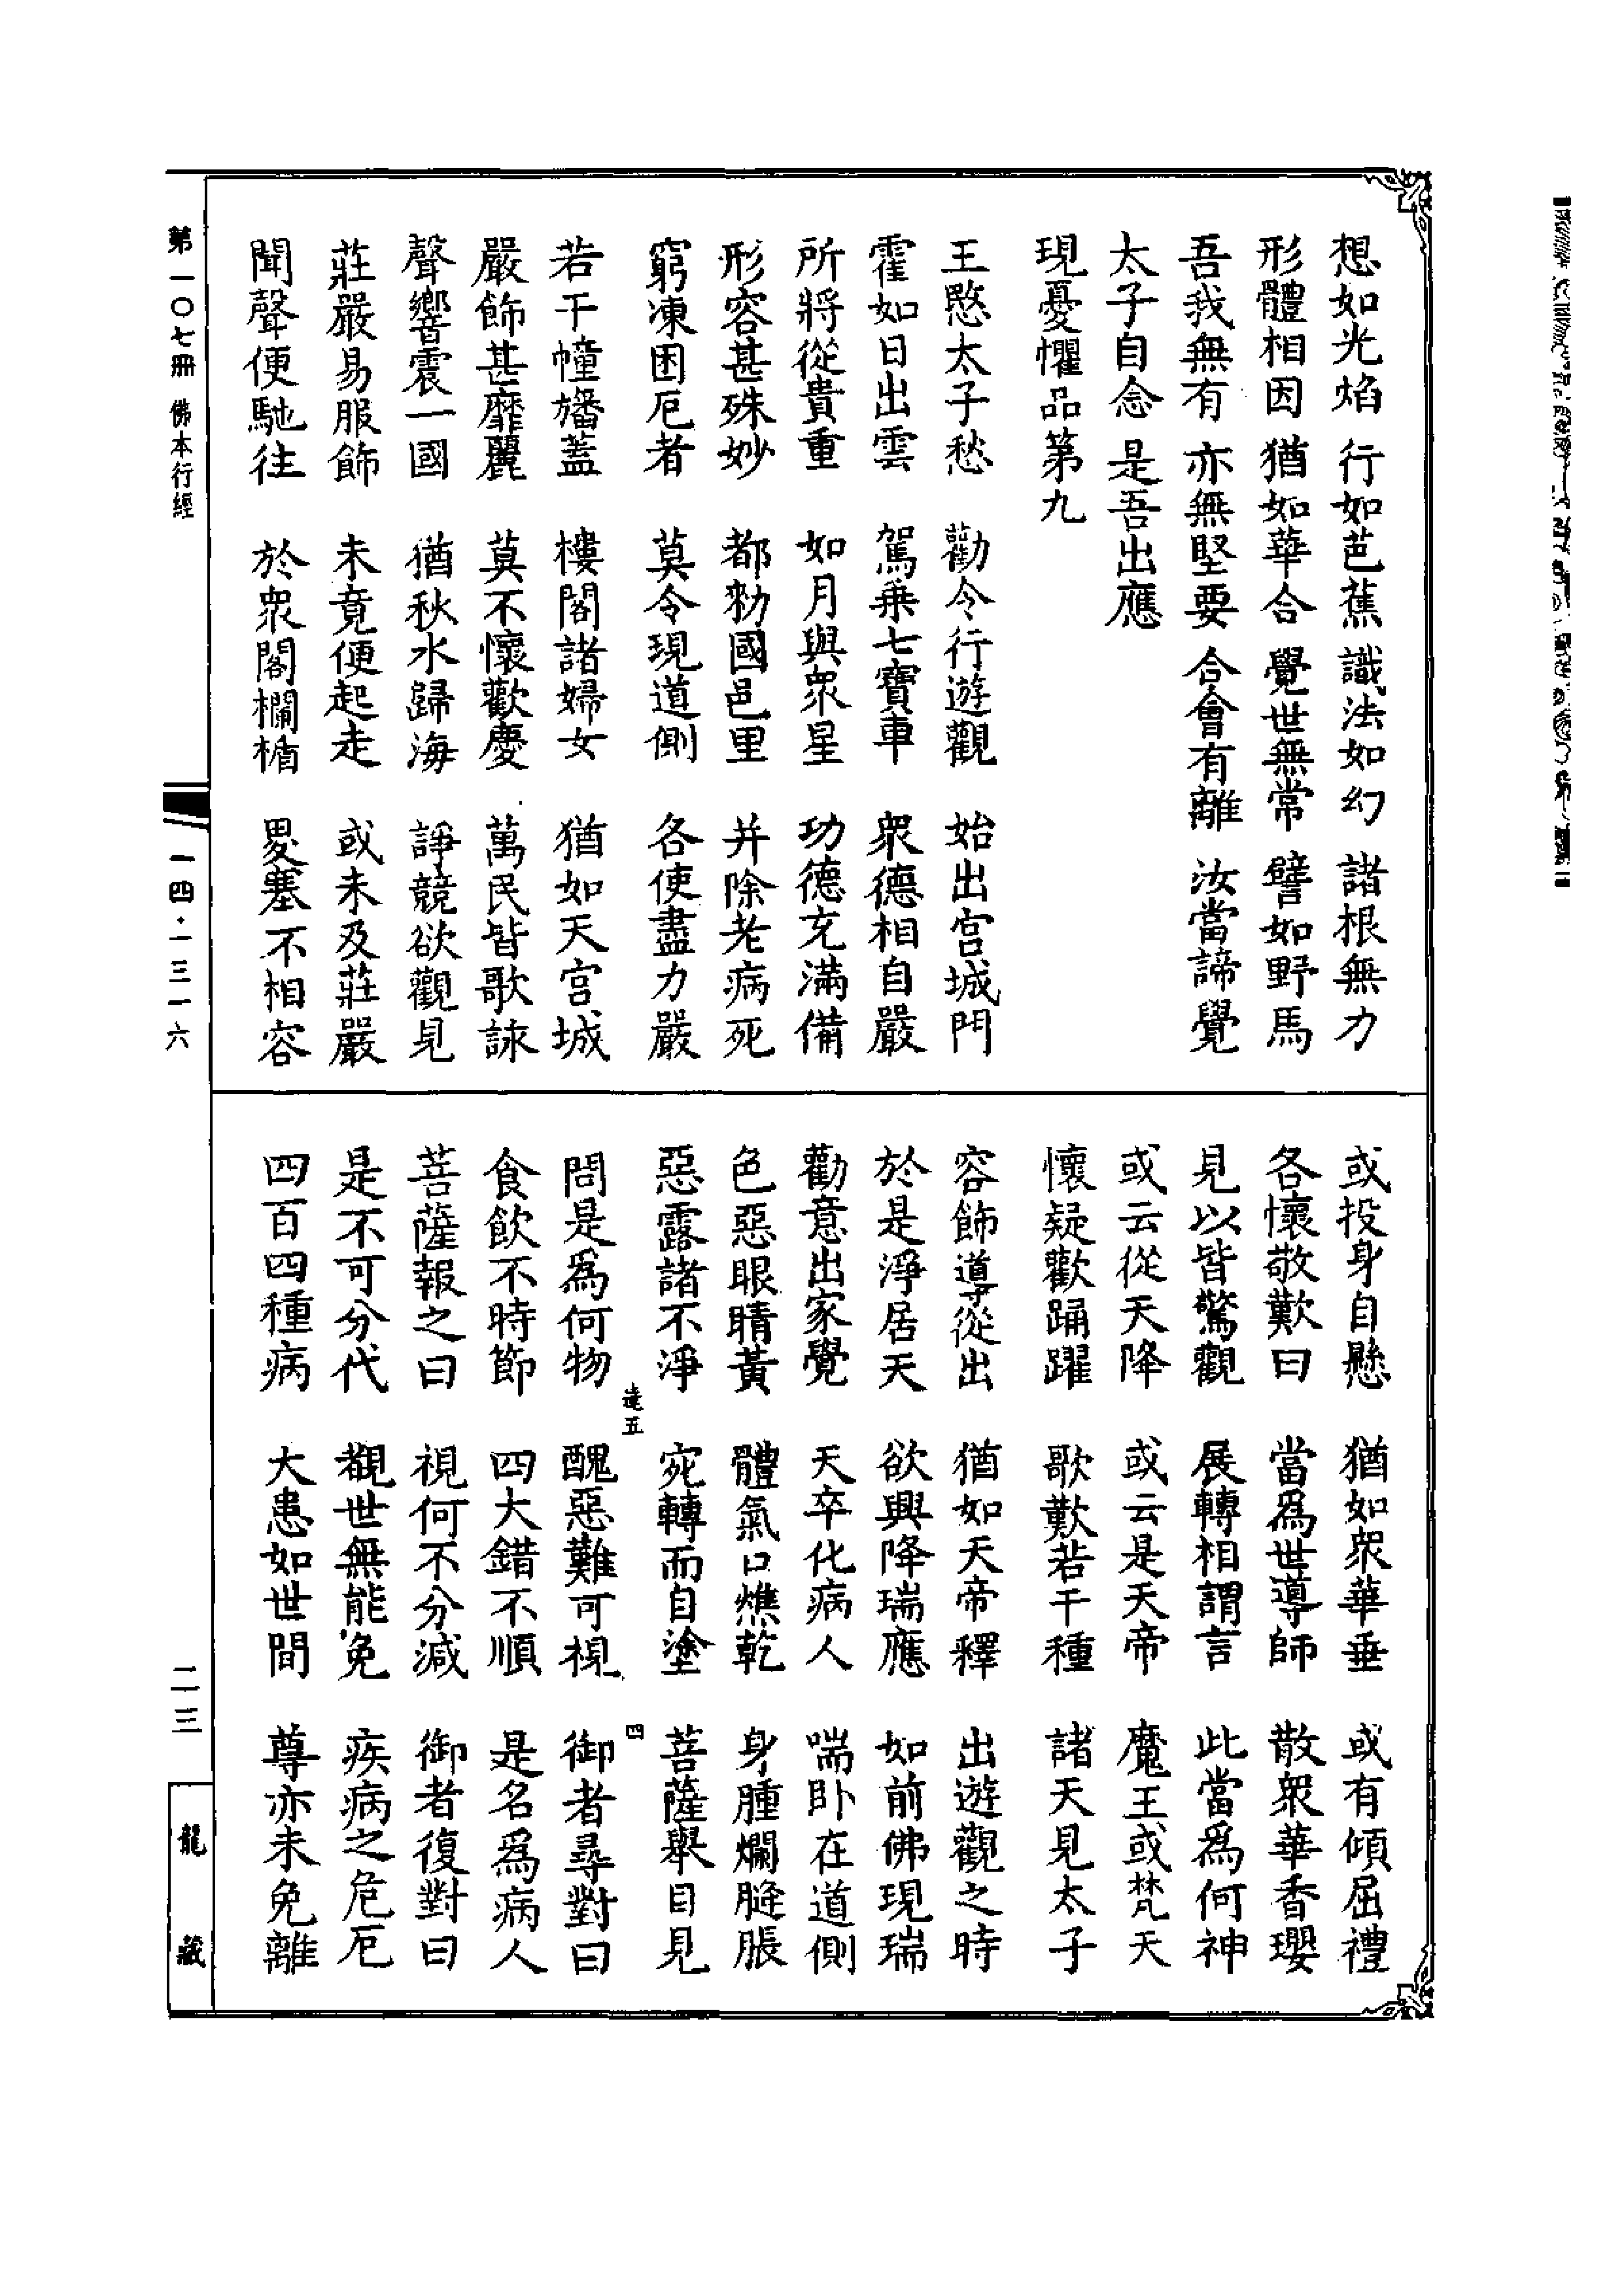 想如光焰 行如芭蕉 識法如幻 諸根無力
形體相因 猶如華合 覺世無常 譬如野馬
吾我無有 亦無堅要 合會有離 汝當諦覺
太子自念 是吾出應
現憂懼品第九
王愍太子愁 勸令行遊觀 始出宮城門
霍如日出雲 駕乗七寶車 衆德相自嚴
所將從貴重 如月與衆星 功德充滿備
形容甚殊妙 都勑國邑里 并除老病死
窮凍困厄者 莫令現道側 各使盡力嚴
若干幢旛蓋 樓閣諸婦女 猶如天宮城
嚴飾甚靡麗 莫不懷歡慶 萬民皆歌詠
聲響震一國 猶秋水歸海 諍競欲觀見
莊嚴易服飾 未竟便起走 或未及莊嚴
聞聲便馳往 於衆閣欄楯 畟塞不相容
或投身自懸 猶如衆華垂 或有傾屈禮
各懷敬歎曰 當爲世導師 散衆華香瓔
見以皆驚觀 展轉相謂言 此當爲何神
或云從天降 或云是天帝 魔王或梵天
懷疑歡踊躍 歌歎若干種 諸天見太子
容飾導從出 猶如天帝釋 出遊觀之時
於是淨居天 欲興降瑞應 如前佛現瑞
勸意出家覺 天卒化病人 喘卧在道側
色惡眼睛黃 體氣口燋乾 身腫爛膖脹
惡露諸不淨 宛轉而自塗 菩薩舉目見
問是爲何物 醜惡難可視 御者尋對曰
食飲不時節 四大錯不順 是名爲病人
菩薩報之曰 視何不分減 御者復對曰
是不可分代 觀世無能免 疾病之危厄
四百四種病 大患如世間 尊亦未免離
逺五
四
第一〇七冊 佛本行經
一四·一三一六
二三
龍藏